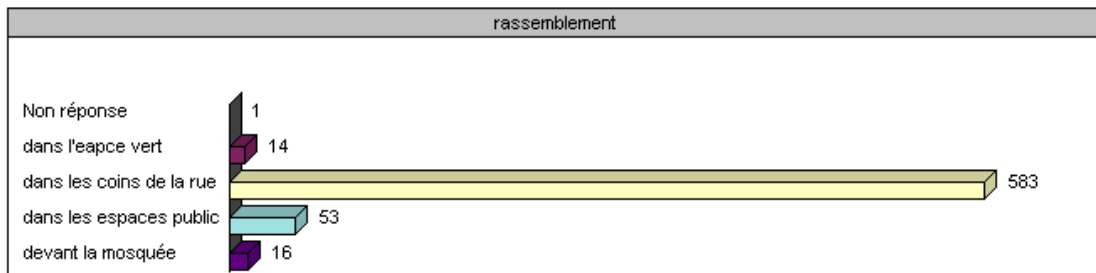 rassemblement
Non réponse 1
dans l'eapce vert 14
dans les coins de la rue 583
dans les espaces public 53
devant la mosquée 16